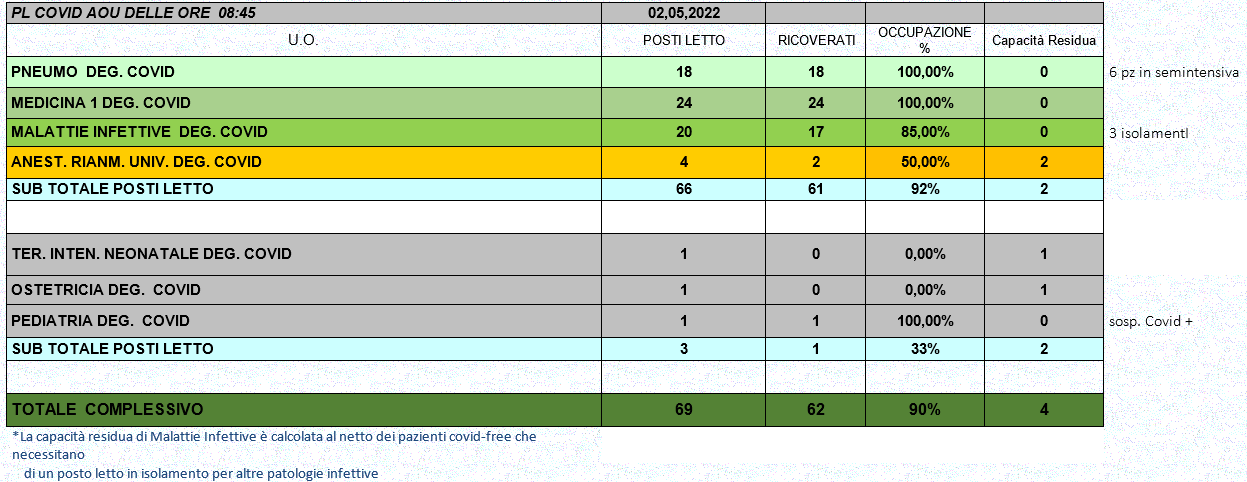 PL COVID AOU DELLE ORE 08:45 02,05,2022
U.O. POSTI LETTO RICOVERATI OCCUPAZIONE % Capacità Residua
PNEUMO DEG. COVID 18 18 100,00% 0 6 pz in semintensiva
MEDICINA 1 DEG. COVID 24 24 100,00% 0
MALATTIE INFETTIVE DEG. COVID 20 17 85,00% 0 3 isolamentI
ANEST. RIANM. UNIV. DEG. COVID 4 2 50,00% 2
SUB TOTALE POSTI LETTO 66 61 92% 2
TER. INTEN. NEONATALE DEG. COVID 1 0 0,00% 1
OSTETRICIA DEG. COVID 1 0 0,00% 1
PEDIATRIA DEG. COVID 1 1 100,00% 0 sosp. Covid +
SUB TOTALE POSTI LETTO 3 1 33% 2
TOTALE COMPLESSIVO 69 62 90% 4
*La capacità residua di Malattie Infettive è calcolata al netto dei pazienti covid-free che
necessitano
di un posto letto in isolamento per altre patologie infettive